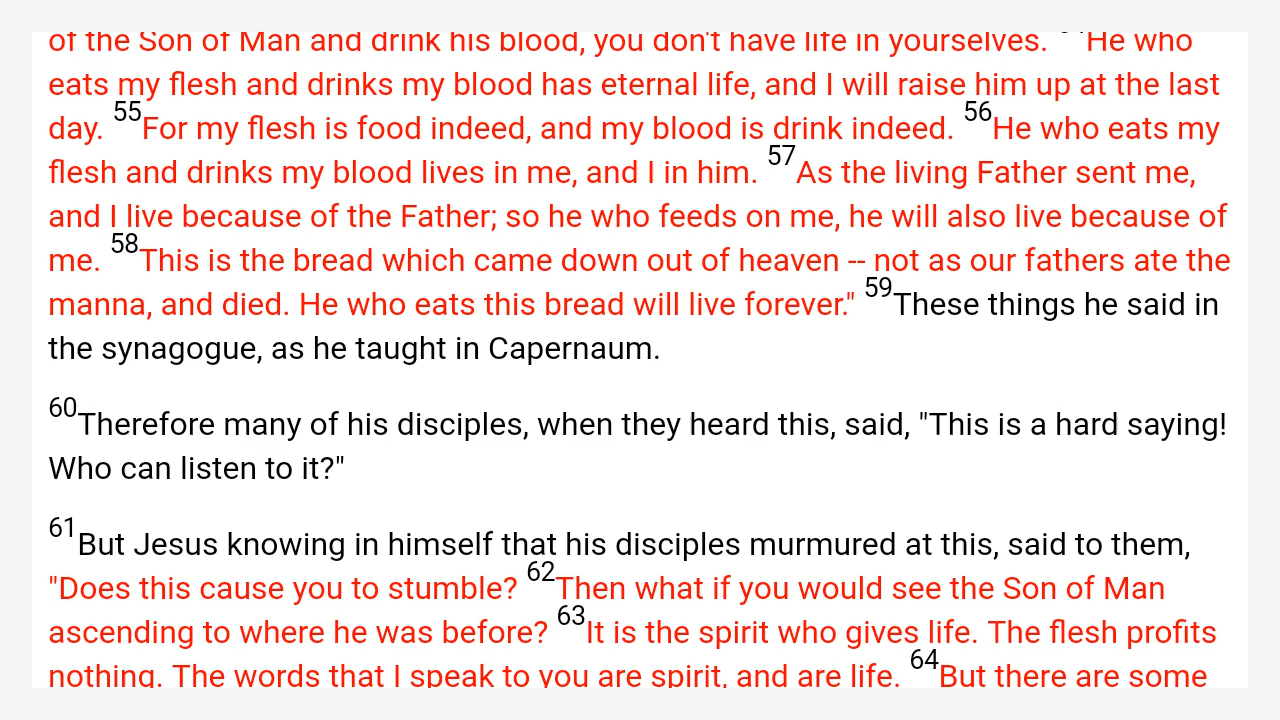 of the Son of Man and drink his blood, you don't have life in yourselves. He who
eats my flesh and drinks my blood has eternal life, and I will raise him up at the last
day. 55For my flesh is food indeed, and my blood is drink indeed. 56He who eats my
flesh and drinks my blood lives in me, and I in him. 57As the living Father sent me,
and I live because of the Father; so he who feeds on me, he will also live because of
me. 58This is the bread which came down out of heaven -- not as our fathers ate the
manna, and died. He who eats this bread will live forever." 59These things he said in
the synagogue, as he taught in Capernaum.
60Therefore many of his disciples, when they heard this, said, "This is a hard saying!
Who can listen to it?"
61But Jesus knowing in himself that his disciples murmured at this, said to them,
"Does this cause you to stumble? 62Then what if you would see the Son of Man
ascending to where he was before? 63It is the spirit who gives life. The flesh profits
nothing. The words that I speak to you are spirit, and are life. 64But there are some